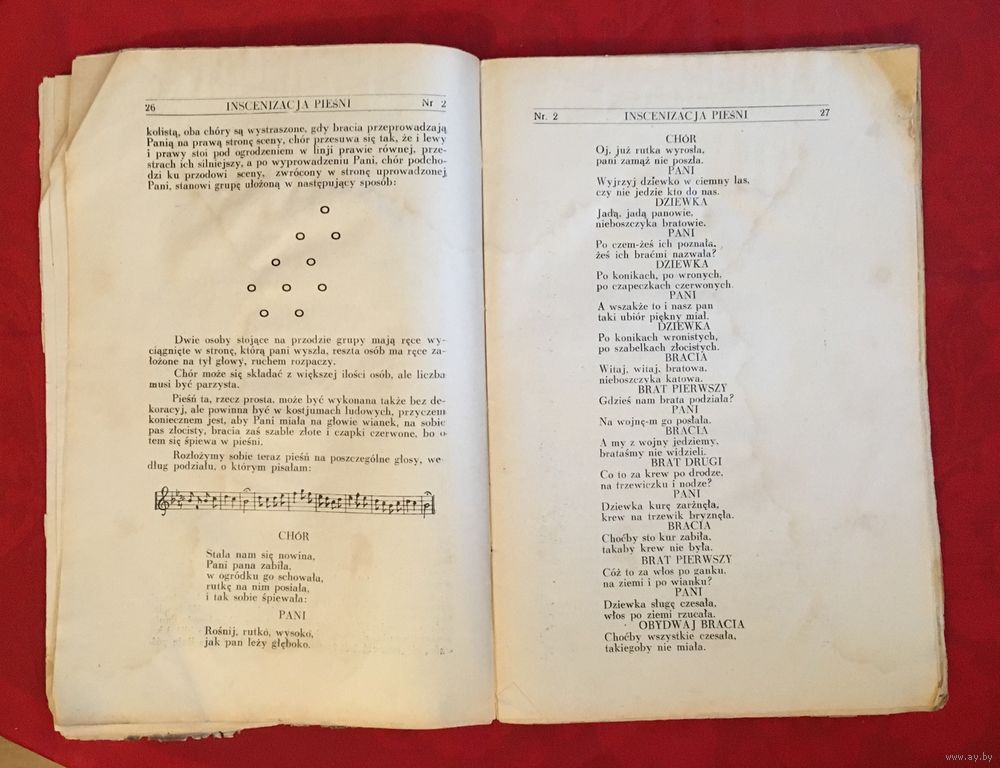 26 INSCENIZACJA PIEŚNI Nr 2
kolistą, oba chóry są wystraszone, gdy bracia przeprowadzają
Panią na prawą stronę sceny, chór przesuwa się tak, że i lewy
i prawy stoi pod ogrodzeniem w linji prawie równej, prze-
strach ich silniejszy, a po wyprowadzeniu Pani, chór podcho-
dzi ku przodowi sceny, zwrócony w stronę uprowadzonej
Pani, stanowi grupę ułożoną w następujący sposób:
Dwie osoby stojące na przodzie grupy mają ręce wy-
ciągnięte w stronę, którą pani wyszła, reszta osób ma ręce za-
łożone na tył głowy, ruchem rozpaczy.
Chór może się składać z większej ilości osób, ale liczba
musi być parzysta.
Pieśń ta, rzecz prosta, może być wykonana także bez de-
koracyj, ale powinna być w kostjumach ludowych, przyczem
koniecznem jest, aby Pani miała na głowie wianek, na sobie
pas złocisty, bracia zaś szable złote i czapki czerwone, bo o
tem się śpiewa w pieśni.
Rozłożymy sobie teraz pieśń na poszczególne głosy, we-
dług podziału, o którym pisałam:
CHÓR
Stała nam się nowina,
Pani pana zabiła,
w ogródku go schowała,
rutkę na nim posiała,
i tak sobie śpiewała:
PANI
Rośnij, rutko, wysoko,
jak pan leży głęboko.
Nr. 2 INSCENIZACJA PIEŚNI 27
CHÓR
Oj, już rutka wyrosła,
pani zamąż nie poszła.
PANI
Wyjrzyj dziewko w ciemny las,
czy nie jedzie kto do nas.
DZIEWKA
Jadą, jadą panowie,
nieboszczyka bratowie.
PANI
Po czem-żeś ich poznała,
żeś ich braćmi nazwała?
DZIEWKA
Po konikach, po wronych,
po czapeczkach czerwonych.
PANI
A wszakże to i nasz pan
taki ubiór piękny miał.
DZIEWKA
Po konikach wronistych,
po szabelkach złocistych.
BRACIA
Witaj, witaj, bratowa,
nieboszczyka katowa.
BRAT PIERWSZY
Gdzieś nam brata podziała?
PANI
Na wojnę-m go posłała.
BRACIA
A my z wojny jedziemy,
brataśmy nie widzieli.
BRAT DRUGI
Co to za krew po drodze,
na trzewiczku i nodze?
PANI
Dziewka kurę zarżnęła,
krew na trzewik bryznęła.
BRACIA
Choćby sto kur zabiła,
takaby krew nie była.
BRAT PIERWSZY
Cóż to za włos po ganku,
na ziemi i po wianku?
PANI
Dziewka sługę czesała,
włos po ziemi rzucała.
OBYDWAJ BRACIA
Choćby wszystkie czesała,
takiegoby nie miała.
www.ay.by